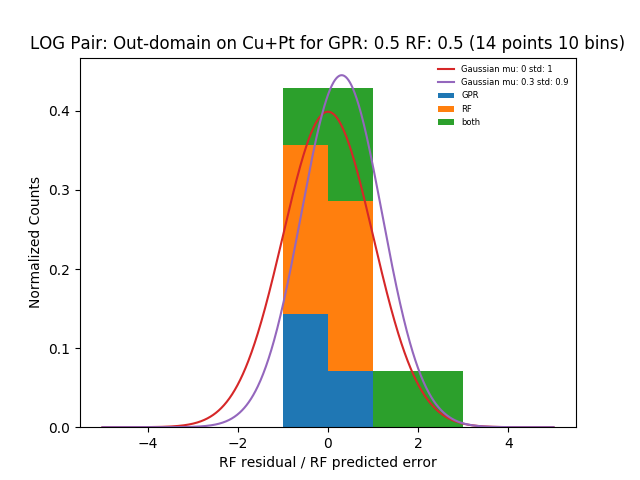 LOG Pair: Out-domain on Cu+Pt for GPR: 0.5 RF: 0.5 (14 points 10 bins)
Gaussian mu: 0 std: 1
Gaussian mu: 0.3 std: 0.9
GPR
RF
both
Normalized Counts
0.4
0.3
0.2
0.1
0.0
−4 −2 0 2 4
RF residual / RF predicted error